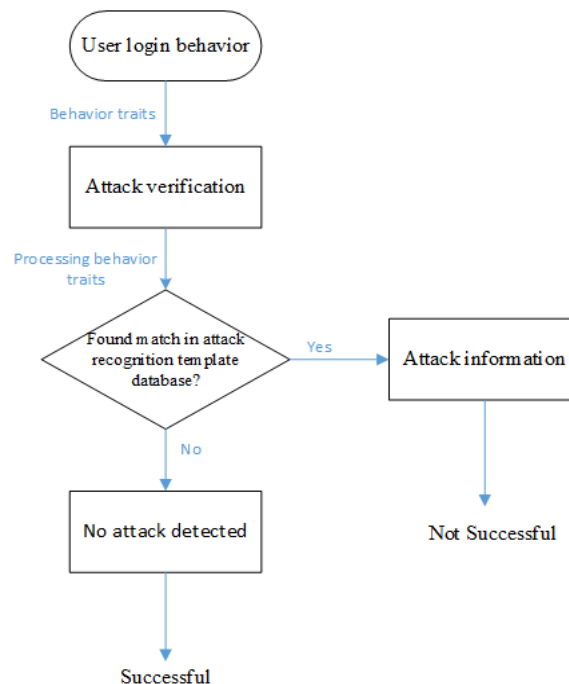 User login behavior
Behavior traits
Attack verification
Processing behavior
traits
Found match in attack
recognition template
database?
Yes
Attack information
No
No attack detected
Not Successful
Successful